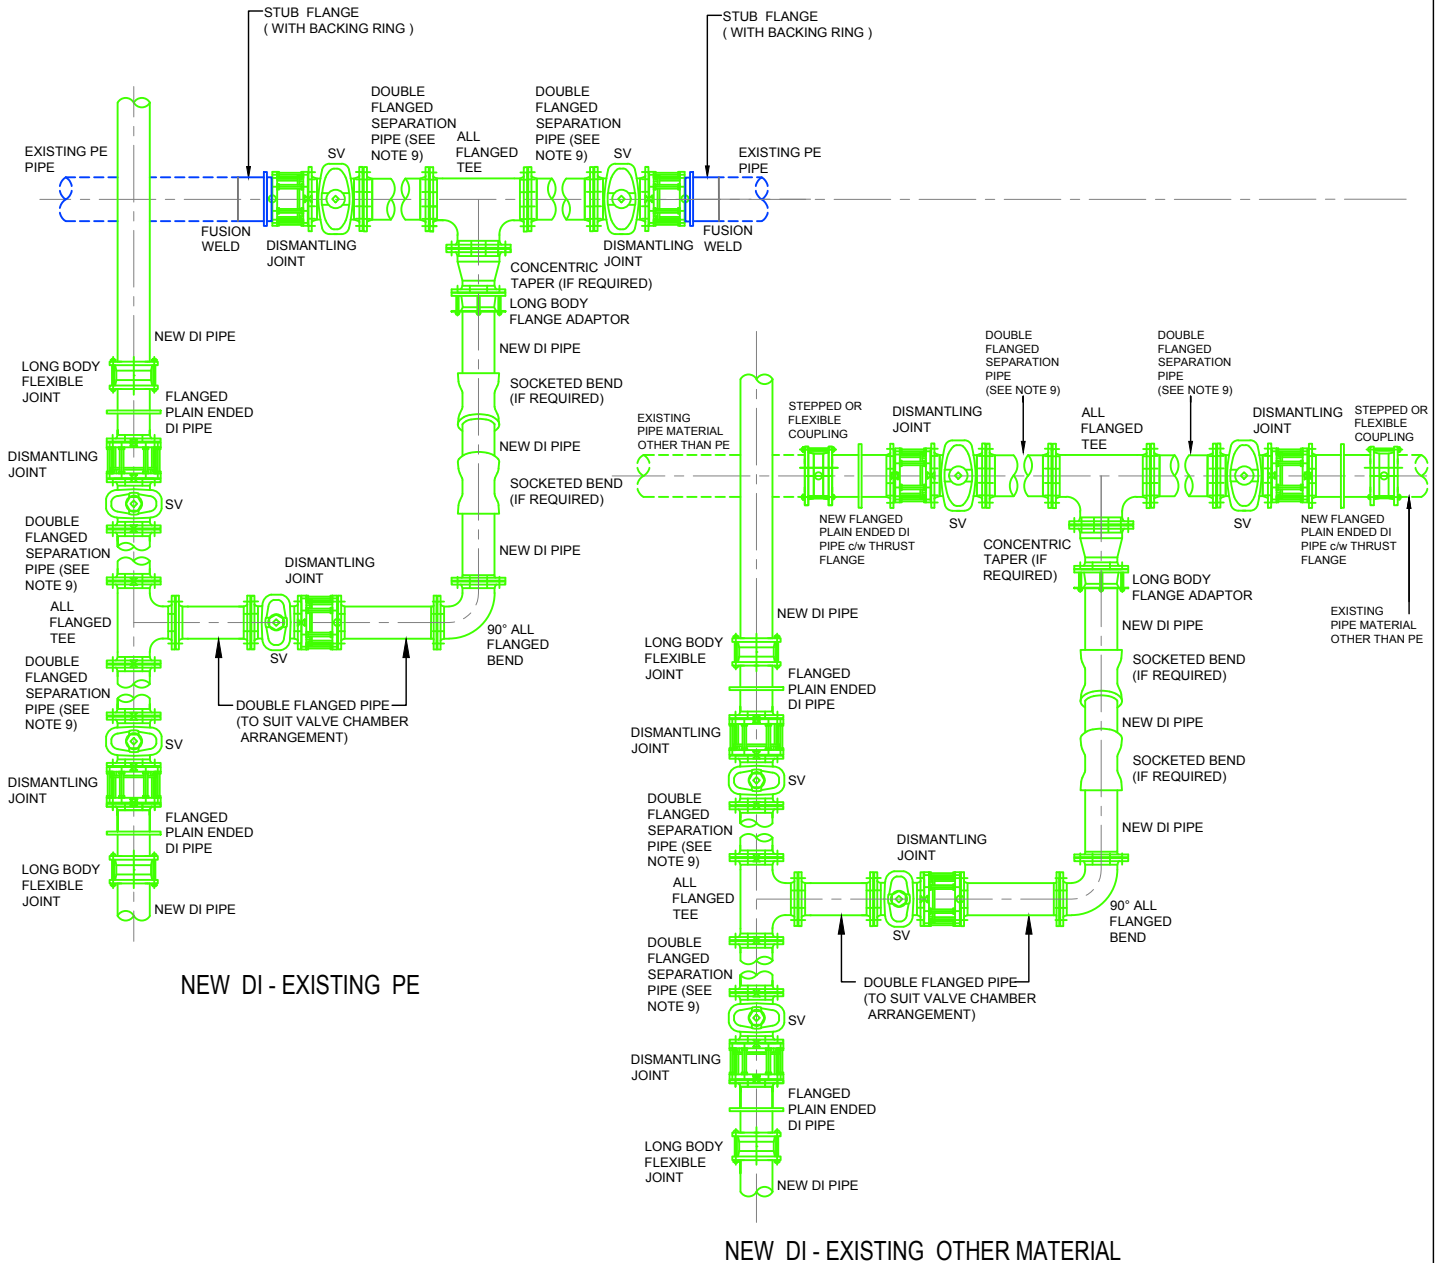 STUB FLANGE
( WITH BACKING RING )
STUB FLANGE
( WITH BACKING RING )
DOUBLE
FLANGED
SEPARATION
PIPE (SEE
NOTE 9)
ALL
FLANGED
TEE
DOUBLE
FLANGED
SEPARATION
PIPE (SEE
NOTE 9)
EXISTING PE
PIPE
SV
SV
EXISTING PE
PIPE
FUSION
WELD
DISMANTLING
JOINT
DISMANTLING
JOINT
FUSION
WELD
CONCENTRIC
TAPER (IF REQUIRED)
LONG BODY
FLANGE ADAPTOR
NEW DI PIPE
NEW DI PIPE
LONG BODY
FLEXIBLE
JOINT
FLANGED
PLAIN ENDED
DI PIPE
SOCKETED BEND
(IF REQUIRED)
NEW DI PIPE
DISMANTLING
JOINT
SV
SOCKETED BEND
(IF REQUIRED)
DOUBLE
FLANGED
SEPARATION
PIPE (SEE
NOTE 9)
NEW DI PIPE
DISMANTLING
JOINT
ALL
FLANGED
TEE
90° ALL
FLANGED
BEND
SV
DOUBLE
FLANGED
SEPARATION
PIPE (SEE
NOTE 9)
DOUBLE FLANGED PIPE
(TO SUIT VALVE CHAMBER
ARRANGEMENT)
SV
DISMANTLING
JOINT
FLANGED
PLAIN ENDED
DI PIPE
LONG BODY
FLEXIBLE
JOINT
NEW DI PIPE
NEW DI - EXISTING PE
DOUBLE
FLANGED
SEPARATION
PIPE
(SEE NOTE 9)
DOUBLE
FLANGED
SEPARATION
PIPE
(SEE NOTE 9)
EXISTING
PIPE MATERIAL
OTHER THAN PE
STEPPED OR
FLEXIBLE
COUPLING
DISMANTLING
JOINT
ALL
FLANGED
TEE
DISMANTLING
JOINT
STEPPED OR
FLEXIBLE
COUPLING
NEW FLANGED
PLAIN ENDED DI
PIPE c/w THRUST
FLANGE
SV
SV
NEW FLANGED
PLAIN ENDED DI
PIPE c/w THRUST
FLANGE
CONCENTRIC
TAPER (IF
REQUIRED)
LONG BODY
FLANGE ADAPTOR
EXISTING
PIPE MATERIAL
OTHER THAN PE
NEW DI PIPE
NEW DI PIPE
LONG BODY
FLEXIBLE
JOINT
FLANGED
PLAIN ENDED
DI PIPE
SOCKETED BEND
(IF REQUIRED)
NEW DI PIPE
DISMANTLING
JOINT
SOCKETED BEND
(IF REQUIRED)
SV
DOUBLE
FLANGED
SEPARATION
PIPE (SEE
NOTE 9)
NEW DI PIPE
DISMANTLING
JOINT
ALL
FLANGED
TEE
90° ALL
FLANGED
BEND
SV
DOUBLE
FLANGED
SEPARATION
PIPE (SEE
NOTE 9)
DOUBLE FLANGED PIPE
(TO SUIT VALVE CHAMBER
ARRANGEMENT)
SV
DISMANTLING
JOINT
FLANGED
PLAIN ENDED
DI PIPE
LONG BODY
FLEXIBLE
JOINT
NEW DI PIPE
NEW DI - EXISTING OTHER MATERIAL